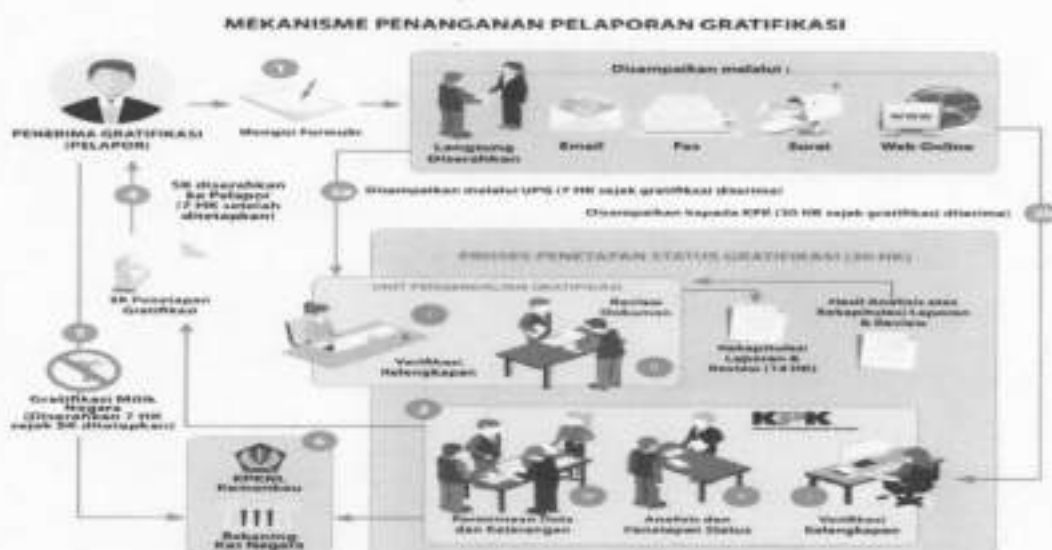 MEKANISME PENANGANAN PELAPORAN GRATIFIKASI
PENERIMA GRATIFIKASI
(PELAPOR)
1
Mengisi Formulir
Disampaikan melalui :
Langsung
Diserahkan
Email
Fax
Surat
Web Online
www
SK diserahkan
ke Pelapor
(7 HK setelah
ditetapkan)
Disampaikan melalui UPG (7 HK sejak gratifikasi diterima)
Disampaikan kepada KPK (30 HK sejak gratifikasi diterima)
PROSES PENETAPAN STATUS GRATIFIKASI (30 HK)
UNIT PENGENDALIAN GRATIFIKASI
Verifikasi
Kelengkapan
Review
Dokumen
Rekapitulasi
Laporan &
Review (14 HK)
Hasil Analisis atas
Rekapitulasi Laporan
& Review
SK Penetapan
Gratifikasi
Gratifikasi Milik
Negara
(Diserahkan 7 HK
sejak SK ditetapkan)
KPKNL
Kemenkeu
Rekening
Kas Negara
KPK
Permintaan Data
dan Keterangan
Analisis dan
Penetapan Status
Verifikasi
Kelengkapan